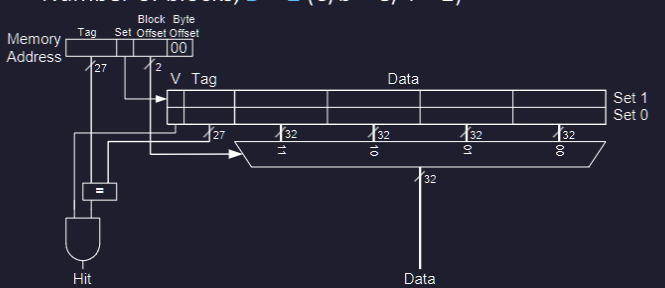 Number of blocks, B = 2 (C/b = 8/4 = 2)
Block Byte
Memory Address
Tag Set Offset Offset
00
27
2
V Tag
Data
Set 1
Set 0
27
32
32
32
32
11
10
01
00
=
32
Hit
Data